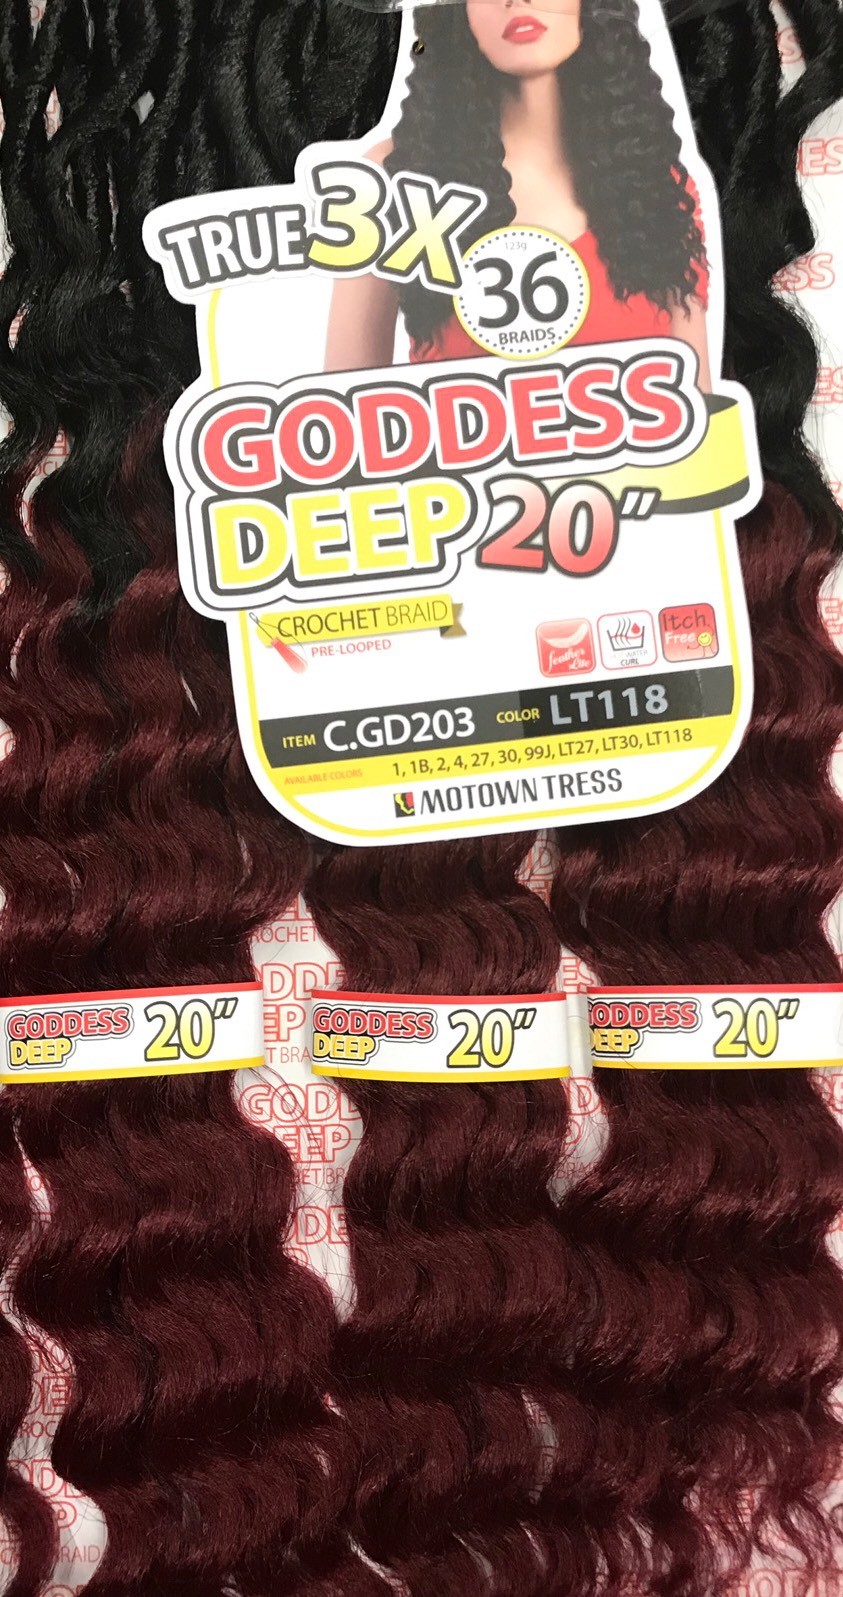 TRUE 3X
123g
36
BRAIDS
GODDESS
DEEP 20"
CROCHET BRAID
PRE-LOOPED
feather Lite
WATER
CURL
Itch
Free
ITEM C.GD203 COLOR LT118
AVAILABLE COLORS 1, 1B, 2, 4, 27, 30, 99J, LT27, LT30, LT118
MOTOWN TRESS
GODDESS
DEEP
20"
GODDESS
DEEP
20"
GODDESS
DEEP
20"